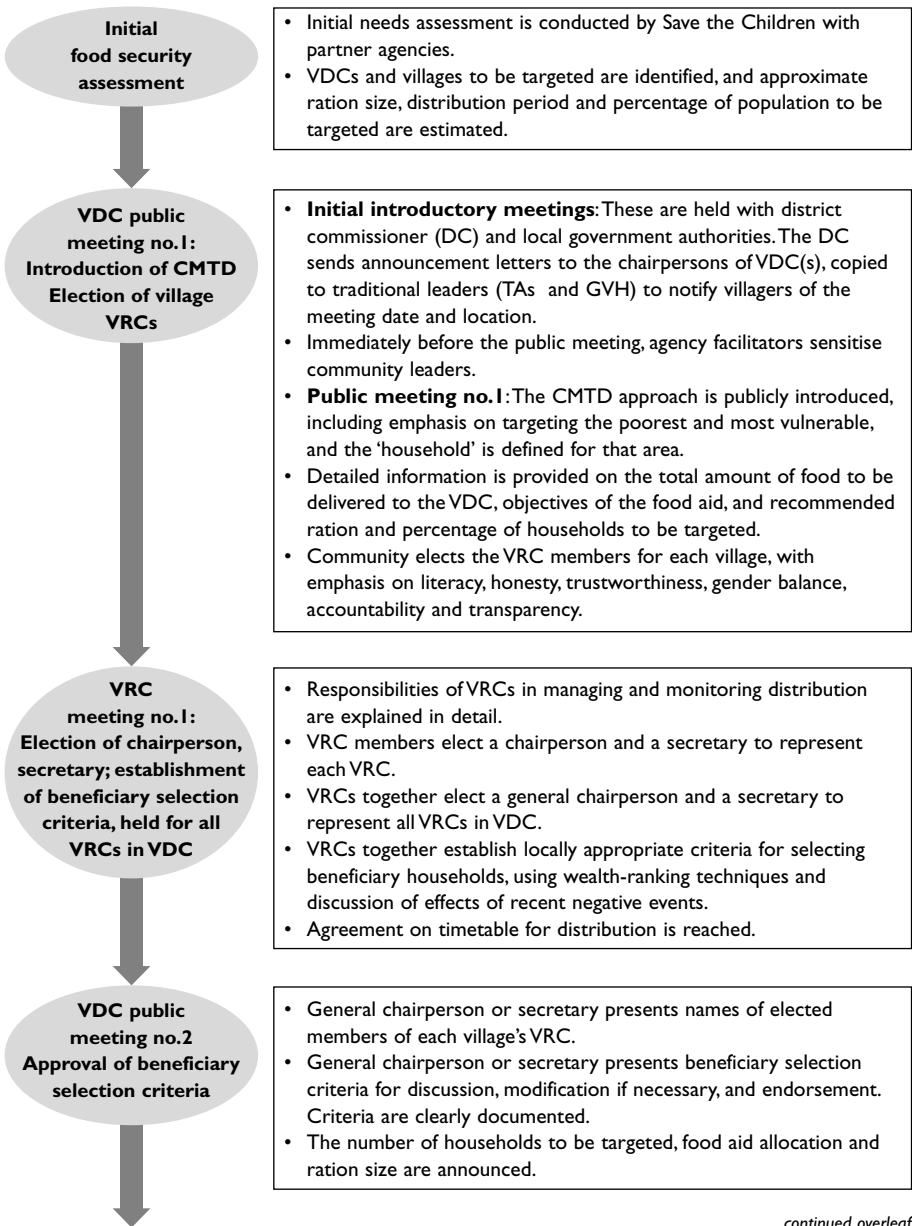 Initial
food security
assessment
• Initial needs assessment is conducted by Save the Children with
partner agencies.
• VDCs and villages to be targeted are identified, and approximate
ration size, distribution period and percentage of population to be
targeted are estimated.
VDC public
meeting no.1:
Introduction of CMTD
Election of village
VRCs
• Initial introductory meetings: These are held with district
commissioner (DC) and local government authorities. The DC
sends announcement letters to the chairpersons of VDC(s), copied
to traditional leaders (TAs and GVH) to notify villagers of the
meeting date and location.
• Immediately before the public meeting, agency facilitators sensitise
community leaders.
• Public meeting no.1: The CMTD approach is publicly introduced,
including emphasis on targeting the poorest and most vulnerable,
and the ‘household’ is defined for that area.
• Detailed information is provided on the total amount of food to be
delivered to the VDC, objectives of the food aid, and recommended
ration and percentage of households to be targeted.
• Community elects the VRC members for each village, with
emphasis on literacy, honesty, trustworthiness, gender balance,
accountability and transparency.
VRC
meeting no.1:
Election of chairperson,
secretary; establishment
of beneficiary selection
criteria, held for all
VRCs in VDC
• Responsibilities of VRCs in managing and monitoring distribution
are explained in detail.
• VRC members elect a chairperson and a secretary to represent
each VRC.
• VRCs together elect a general chairperson and a secretary to
represent all VRCs in VDC.
• VRCs together establish locally appropriate criteria for selecting
beneficiary households, using wealth-ranking techniques and
discussion of effects of recent negative events.
• Agreement on timetable for distribution is reached.
VDC public
meeting no.2
Approval of beneficiary
selection criteria
• General chairperson or secretary presents names of elected
members of each village’s VRC.
• General chairperson or secretary presents beneficiary selection
criteria for discussion, modification if necessary, and endorsement.
Criteria are clearly documented.
• The number of households to be targeted, food aid allocation and
ration size are announced.
continued overleaf